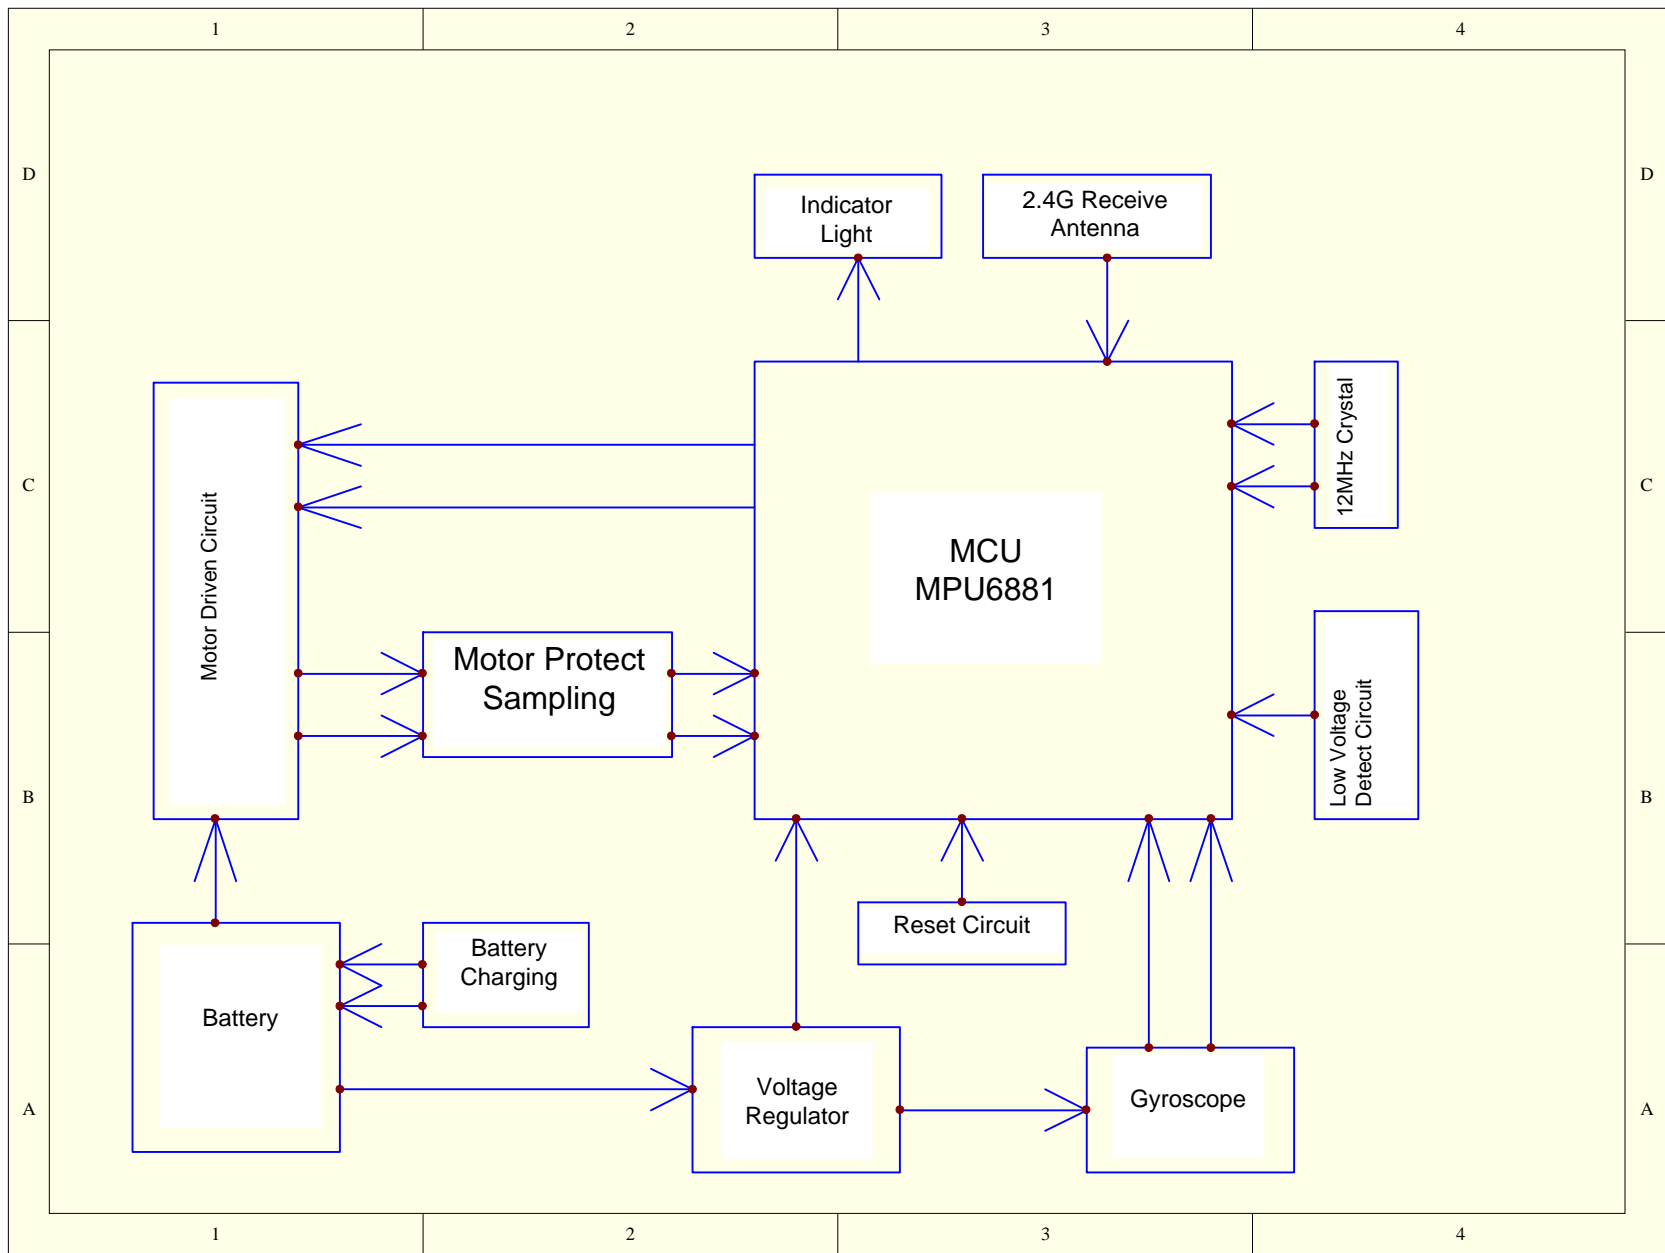 1 2 3 4
D D
Indicator
Light
2.4G Receive
Antenna
12MHz Crystal
C C
Motor Driven Circuit
MCU
MPU6881
Motor Protect
Sampling
Low Voltage
Detect Circuit
B B
Reset Circuit
Battery
Charging
Battery
Voltage
Regulator
Gyroscope
A A
1 2 3 4